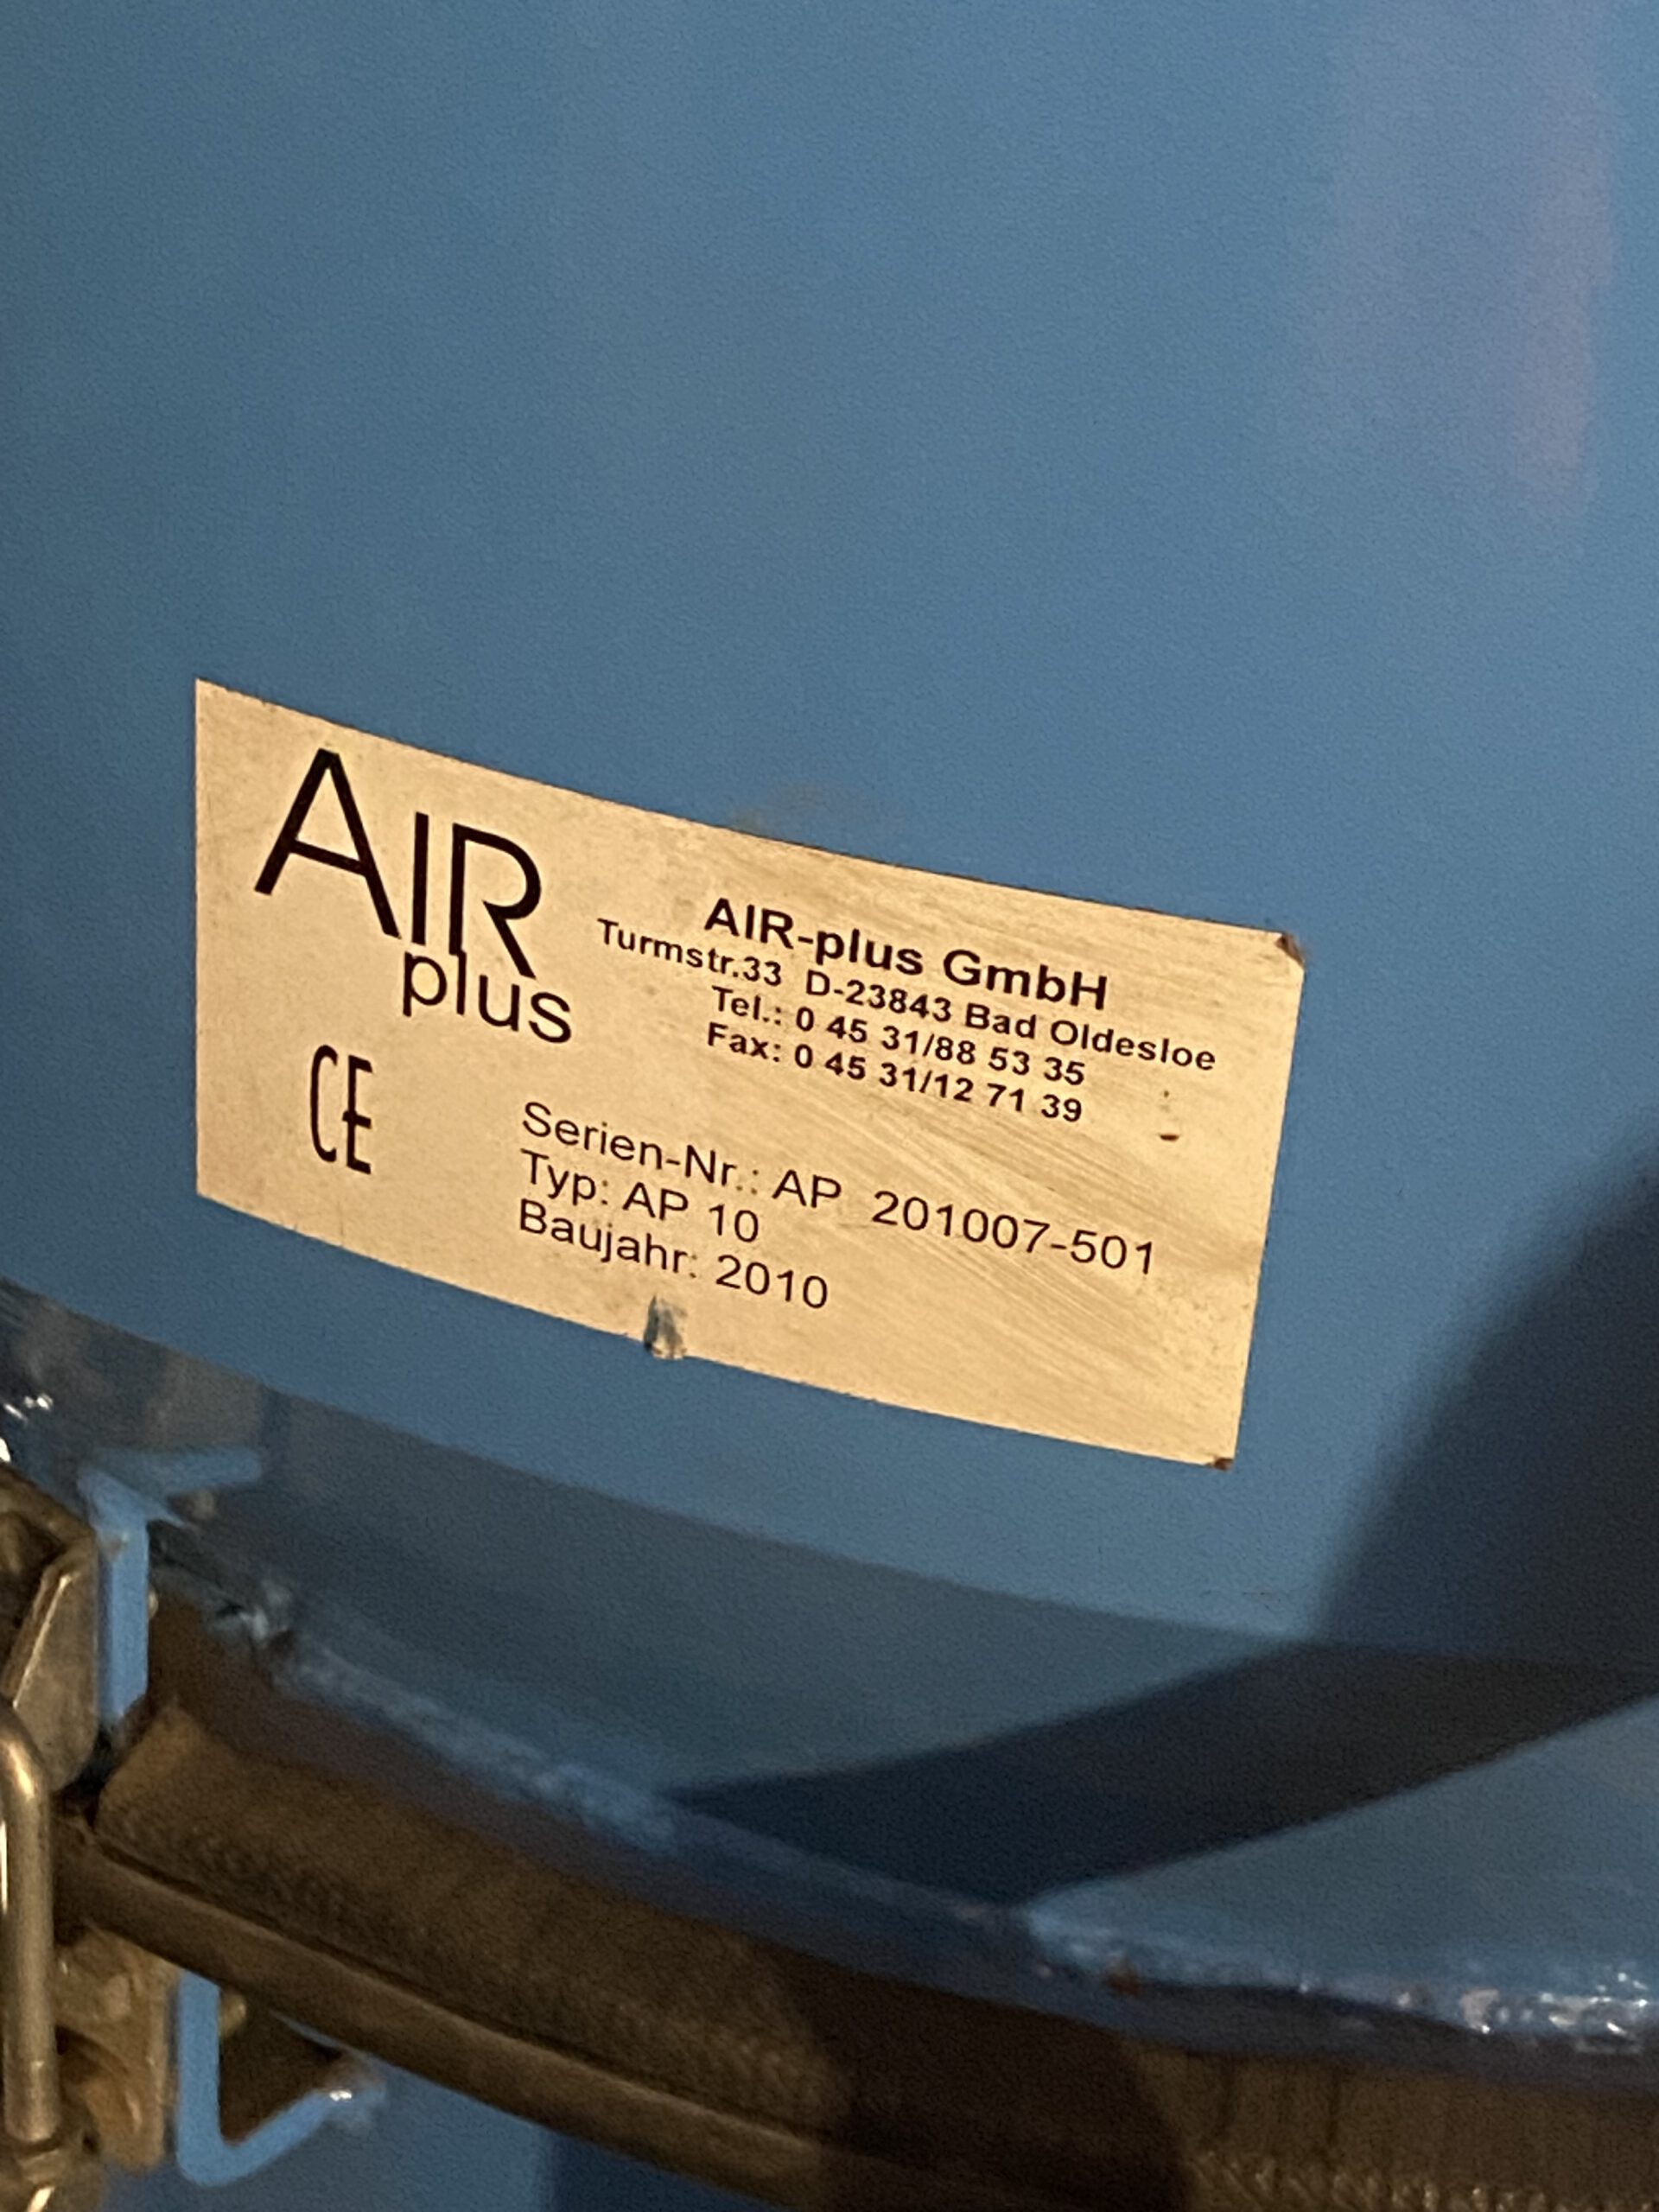 AIR
plus
AIR-plus GmbH
Turmstr.33 D-23843 Bad Oldesloe
Tel.: 0 45 31/88 53 35
Fax: 0 45 31/12 71 39
CE
Serien-Nr.: AP 201007-501
Typ: AP 10
Baujahr: 2010